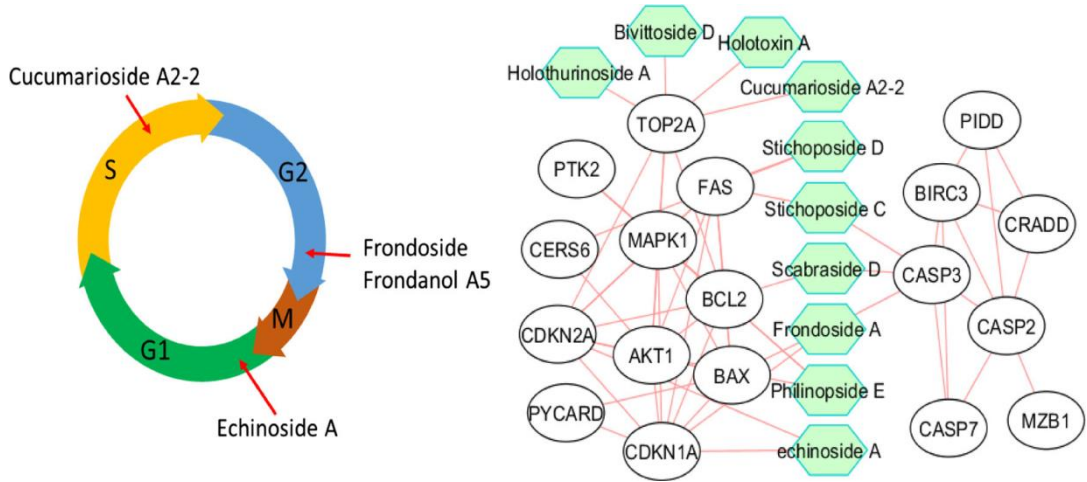 Cucumarioside A2-2
S
G2
Frondoside
Frondanol A5
M
G1
Echinoside A
Bivittoside D
Holotoxin A
Holothurinoside A
Cucumarioside A2-2
TOP2A
PIDD
Stichoposide D
PTK2
FAS
BIRC3
Stichoposide C
CRADD
MAPK1
CERS6
Scabraside D
CASP3
BCL2
CDKN2A
Frondoside A
CASP2
AKT1
BAX
Philinopside E
PYCARD
CASP7
MZB1
CDKN1A
echinoside A